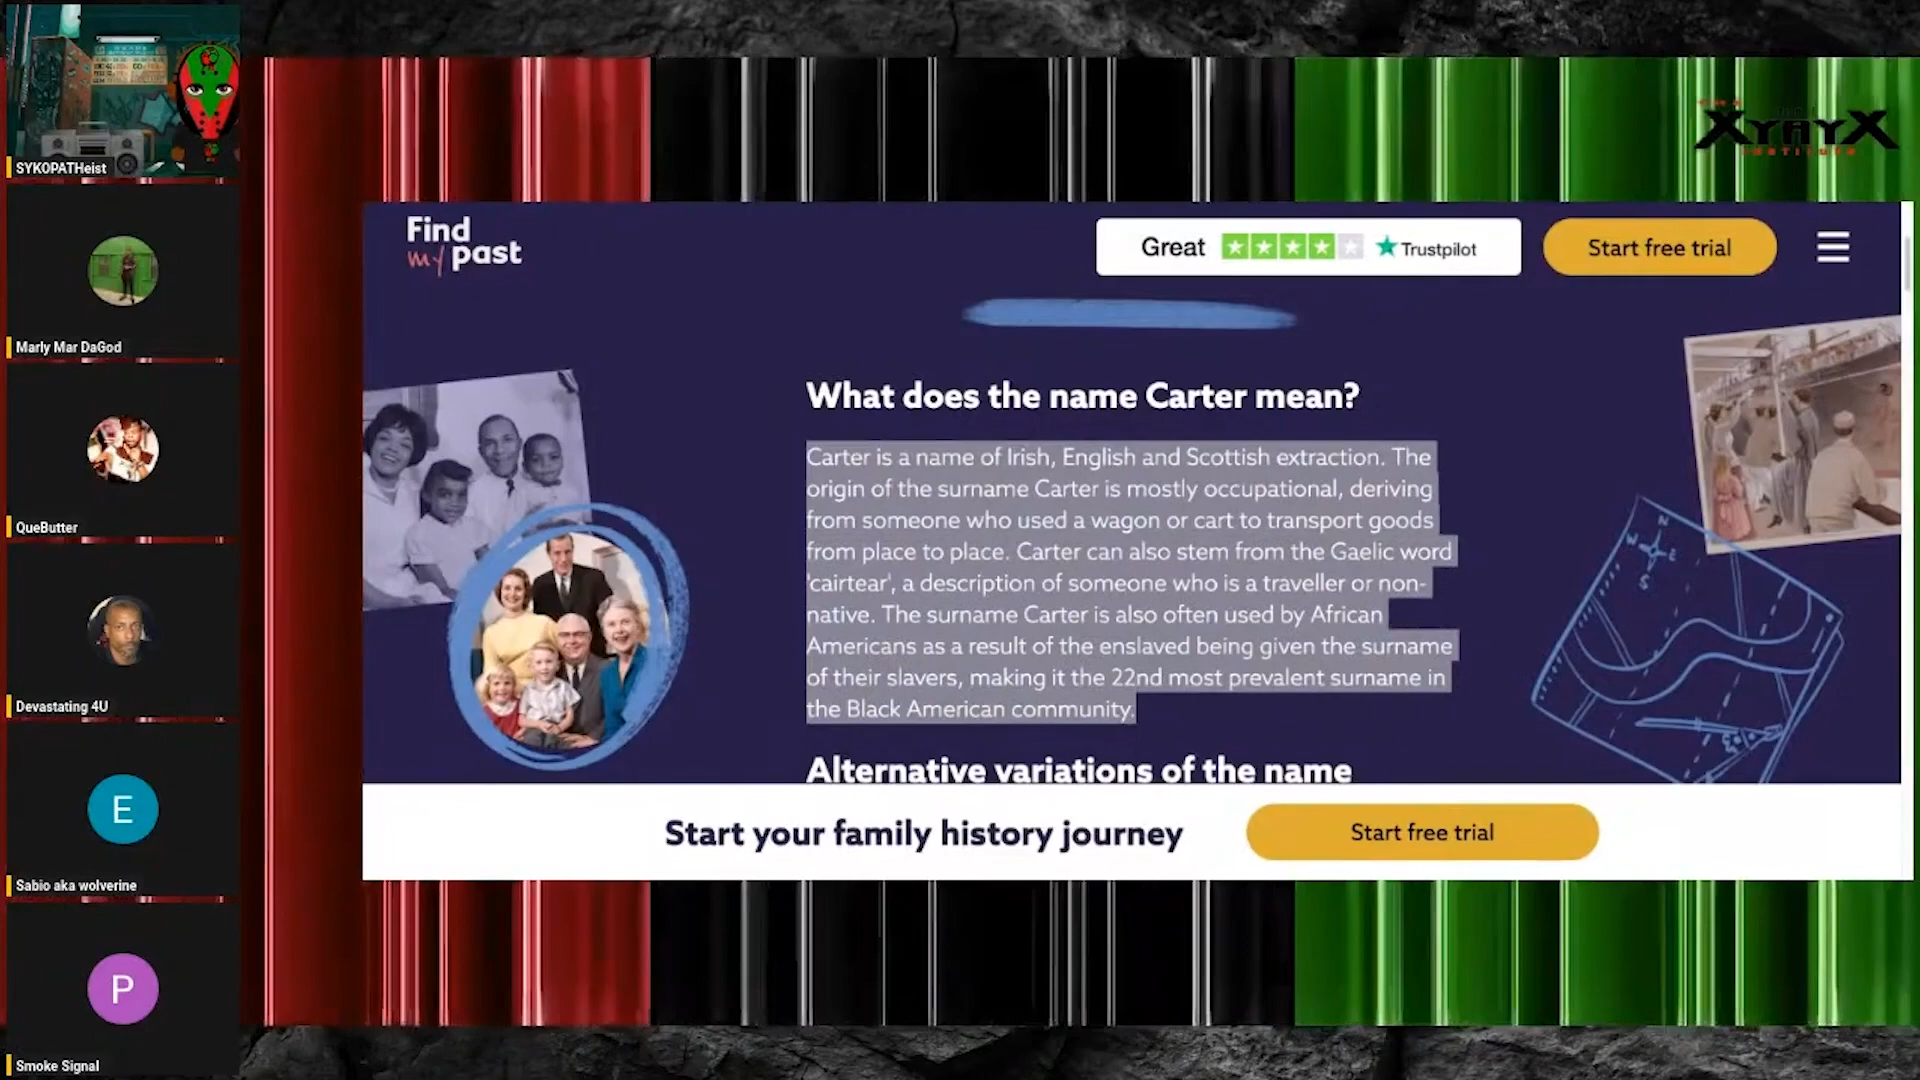 SYKOPATHeist
Marly Mar DaGod
QueButter
Devastating 4U
E
Sabio aka wolverine
P
Smoke Signal
XYAYX
INSTITUTE
Find
my past
Great
Trustpilot
Start free trial
What does the name Carter mean?
Carter is a name of Irish, English and Scottish extraction. The
origin of the surname Carter is mostly occupational, deriving
from someone who used a wagon or cart to transport goods
from place to place. Carter can also stem from the Gaelic word
'cairtear', a description of someone who is a traveller or non-
native. The surname Carter is also often used by African
Americans as a result of the enslaved being given the surname
of their slavers, making it the 22nd most prevalent surname in
the Black American community.
Alternative variations of the name
N
W E
S
Start your family history journey
Start free trial